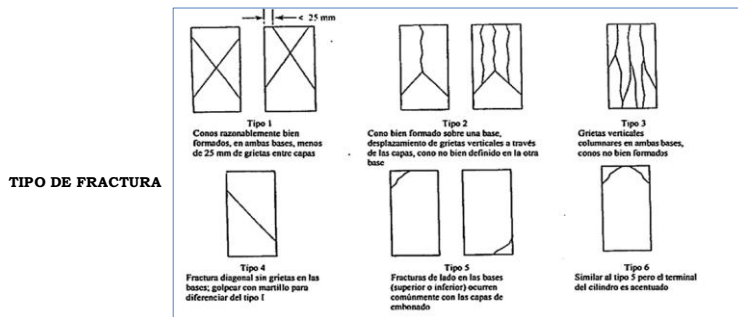 < 25 mm
Tipo 1
Conos razonablemente bien
formados, en ambas bases, menos
de 25 mm de grietas entre capas
Tipo 2
Cono bien formado sobre una base,
desplazamiento de grietas verticales a través
de las capas, cono no bien definido en la otra
base
Tipo 3
Grietas verticales
columnares en ambas bases,
conos no bien formados
TIPO DE FRACTURA
Tipo 4
Fractura diagonal sin grietas en las
bases; golpear con martillo para
diferenciar del tipo I
Tipo 5
Fracturas de lado en las bases
(superior o inferior) ocurren
comúnmente con las capas de
embonado
Tipo 6
Similar al tipo 5 pero el terminal
del cilindro es acentuado